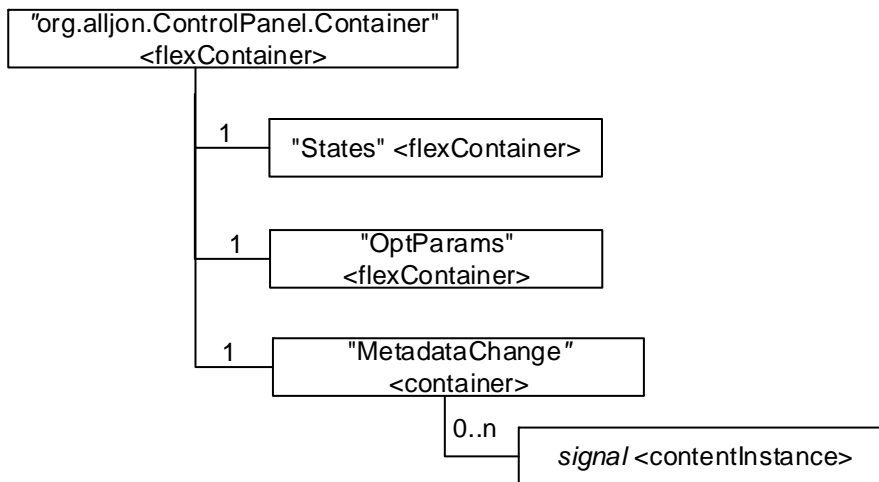 "org.alljon.ControlPanel.Container"
<flexContainer>
1
"States" <flexContainer>
1
"OptParams"
<flexContainer>
1
"MetadataChange"
<container>
0..n
signal <contentInstance>